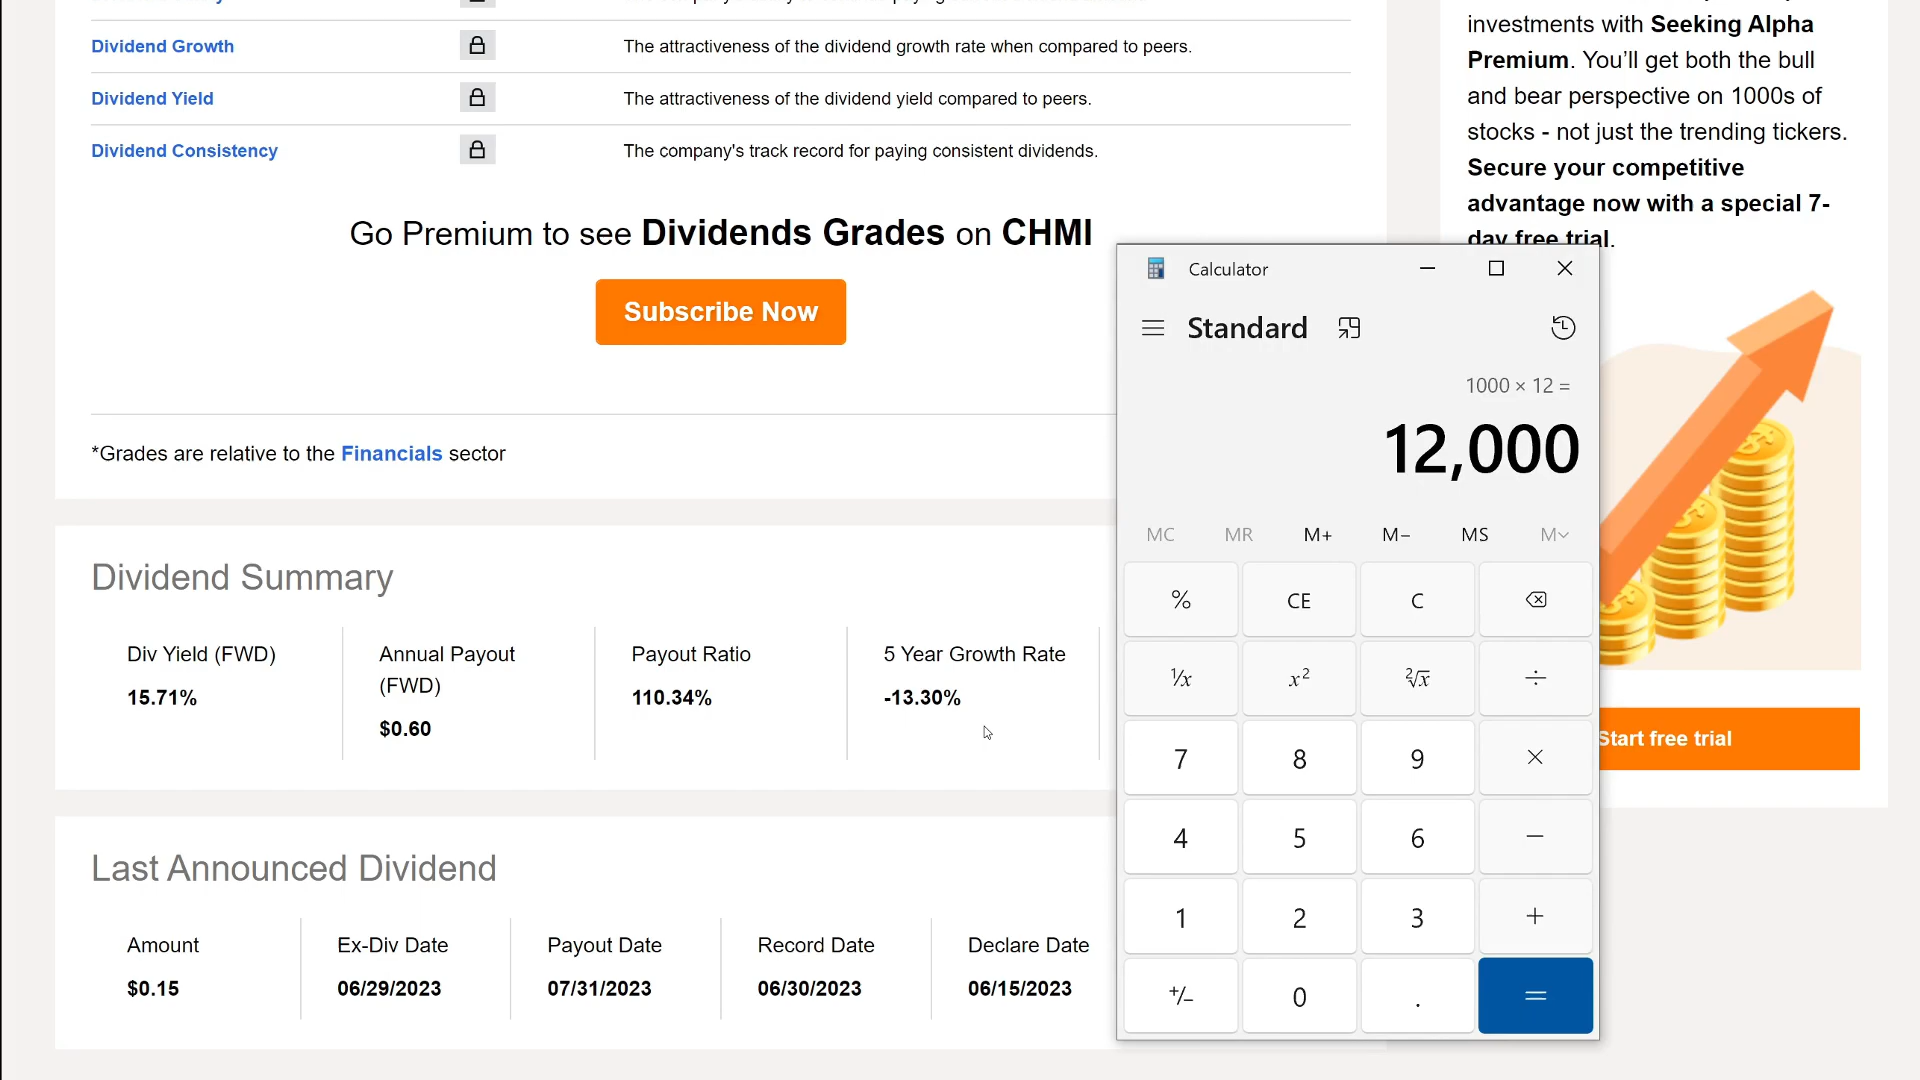 Dividend Growth
The attractiveness of the dividend growth rate when compared to peers.
Dividend Yield
The attractiveness of the dividend yield compared to peers.
Dividend Consistency
The company's track record for paying consistent dividends.
Go Premium to see Dividends Grades on CHMI
Subscribe Now
*Grades are relative to the Financials sector
Dividend Summary
Div Yield (FWD)
15.71%
Annual Payout
(FWD)
$0.60
Payout Ratio
110.34%
5 Year Growth Rate
-13.30%
Last Announced Dividend
Amount
$0.15
Ex-Div Date
06/29/2023
Payout Date
07/31/2023
Record Date
06/30/2023
Declare Date
06/15/2023
investments with Seeking Alpha
Premium. You’ll get both the bull
and bear perspective on 1000s of
stocks - not just the trending tickers.
Secure your competitive
advantage now with a special 7-
day free trial.
Start free trial
Calculator
Standard
1000 × 12 =
12,000
MC MR M+ M− MS M
% CE C
¹/x x² ²√x ÷
7 8 9 ×
4 5 6 −
1 2 3 +
+/− 0 . =